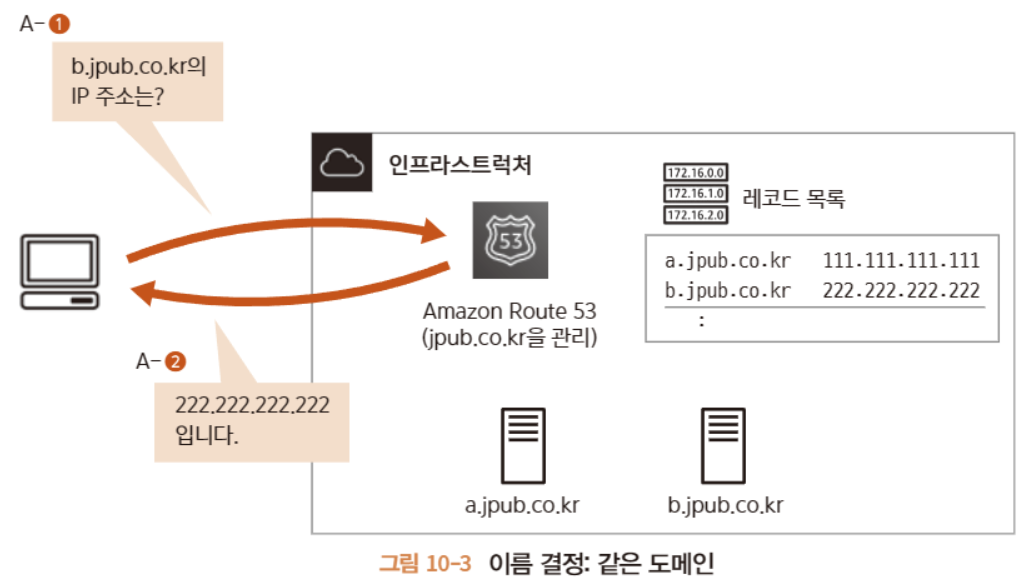 A-❶
b.jpub.co.kr의
IP 주소는?
인프라스트럭처
172.16.0.0
172.16.1.0
172.16.2.0
레코드 목록
53
a.jpub.co.kr 111.111.111.111
b.jpub.co.kr 222.222.222.222
:
Amazon Route 53
(jpub.co.kr을 관리)
A-❷
222.222.222.222
입니다.
a.jpub.co.kr
b.jpub.co.kr
그림 10-3 이름 결정: 같은 도메인